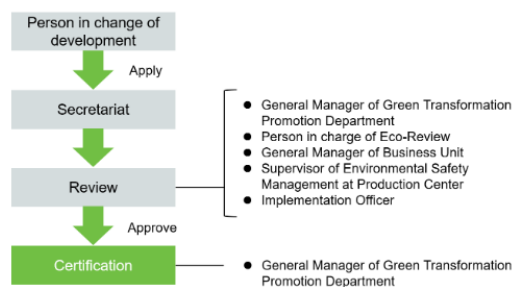 Person in change of
development
Apply
Secretariat
● General Manager of Green Transformation
Promotion Department
● Person in charge of Eco-Review
● General Manager of Business Unit
● Supervisor of Environmental Safety
Management at Production Center
● Implementation Officer
Review
Approve
Certification
● General Manager of Green Transformation
Promotion Department